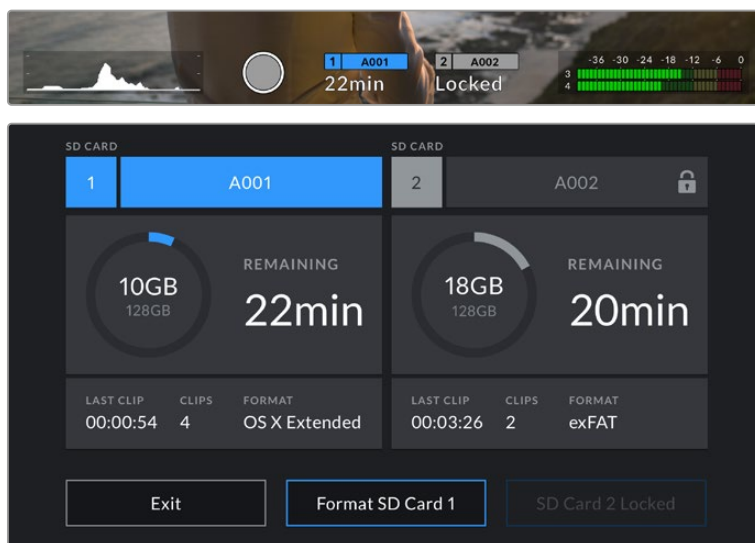 1 A001 2 A002 -36 -30 -24 -18 -12 -6 0
22min Locked 3
4
SD CARD SD CARD
1 A001 2 A002
10GB REMAINING 18GB REMAINING
128GB 22min 128GB 20min
LAST CLIP CLIPS FORMAT LAST CLIP CLIPS FORMAT
00:00:54 4 OS X Extended 00:03:26 2 exFAT
Exit Format SD Card 1 SD Card 2 Locked